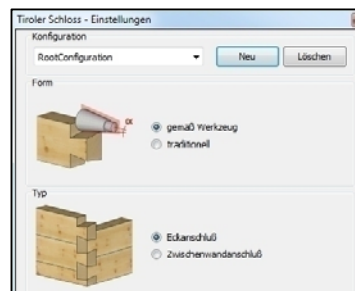 Tiroler Schloss - Einstellungen
Konfiguration
RootConfiguration Neu Löschen
Form
α
gemäß Werkzeug
traditionell
Typ
Eckanschluß
Zwischenwandanschluß